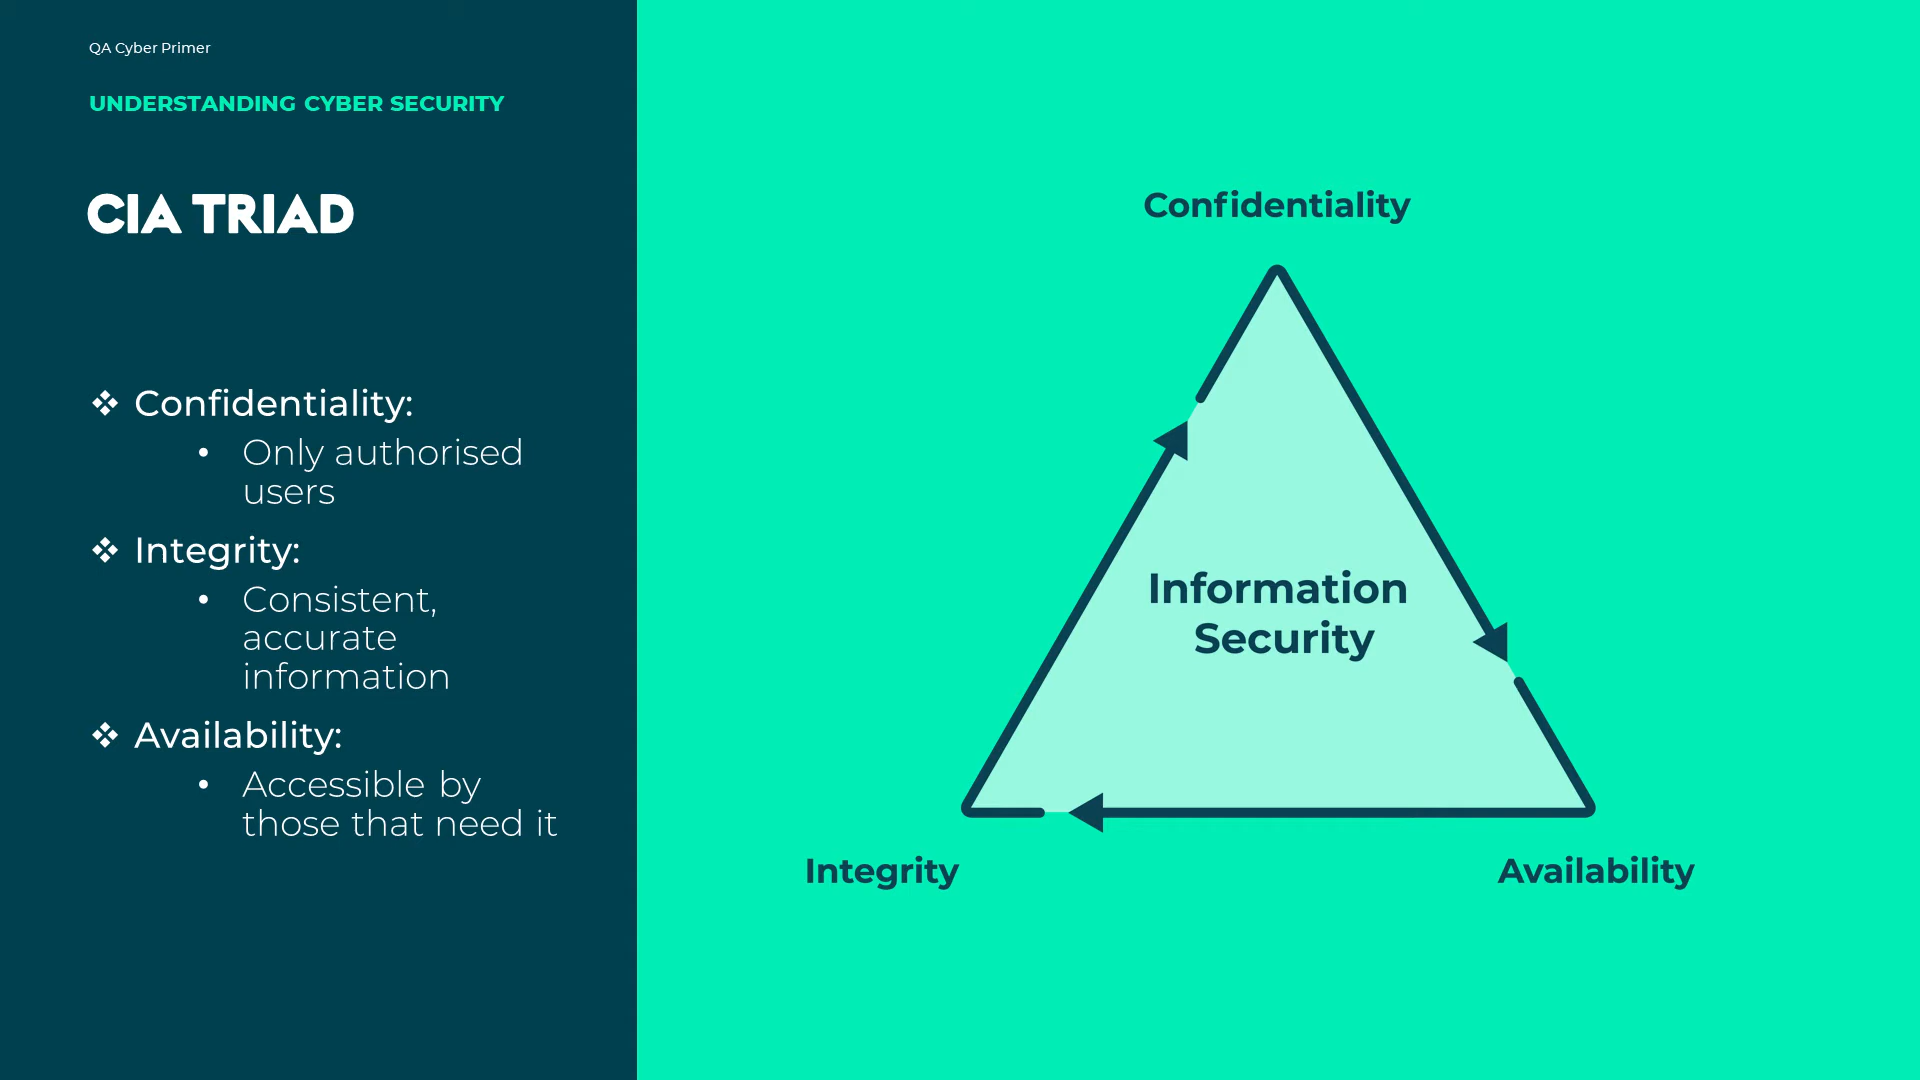 QA Cyber Primer
UNDERSTANDING CYBER SECURITY
CIA TRIAD
❖ Confidentiality:
• Only authorised
users
❖ Integrity:
• Consistent,
accurate
information
❖ Availability:
• Accessible by
those that need it
Confidentiality
Information
Security
Integrity
Availability